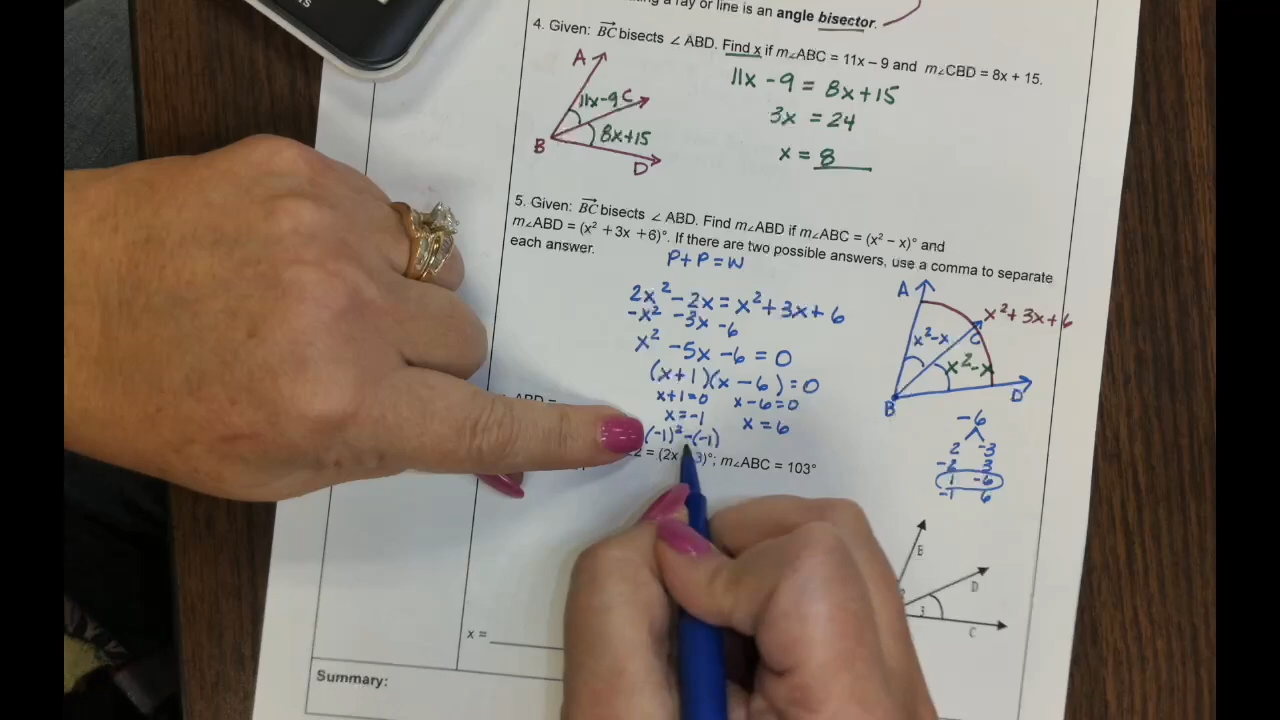 a ray or line is an angle bisector.
4. Given: BC bisects ∠ ABD. Find x if m∠ABC = 11x – 9 and m∠CBD = 8x + 15.
A
11x-9 C
8x+15
B
D
11x - 9 = 8x+15
3x = 24
x = 8
5. Given: BC bisects ∠ ABD. Find m∠ABD if m∠ABC = (x² – x)° and
m∠ABD = (x² + 3x + 6)°. If there are two possible answers, use a comma to separate
each answer.
P+P=W
2x² - 2x = x² + 3x + 6
-x² -3x -6
x² - 5x - 6 = 0
(x+1)(x - 6) = 0
x+1=0 x-6=0
x=-1 x = 6
(-1)² -(-1)
A
x²+3x+6
x²-x
C
x²-x
B
D
-6
2 -3
-2 3
1 -6
-1 6
ABD =
2 = (2x 3)°; m∠ABC = 103°
E
D
3
C
x =
Summary: